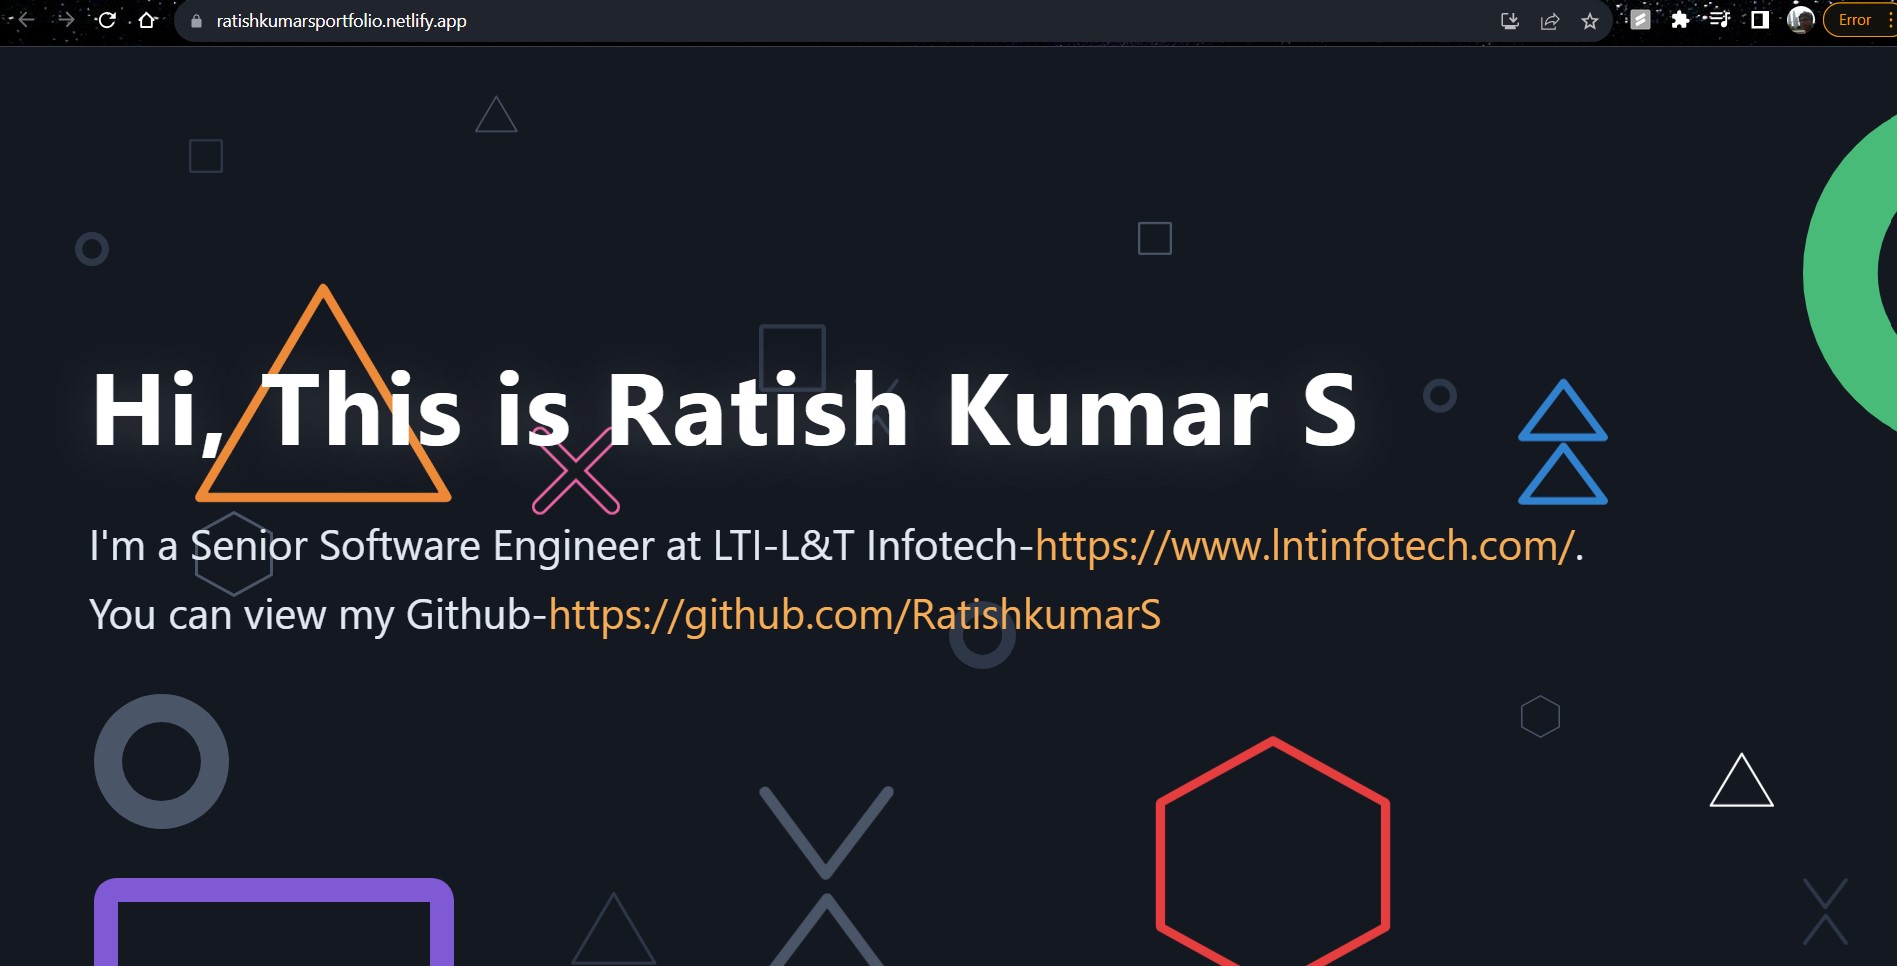 ratishkumarsportfolio.netlify.app
Error
Hi, This is Ratish Kumar S
I'm a Senior Software Engineer at LTI-L&T Infotech-https://www.lntinfotech.com/.
You can view my Github-https://github.com/RatishkumarS